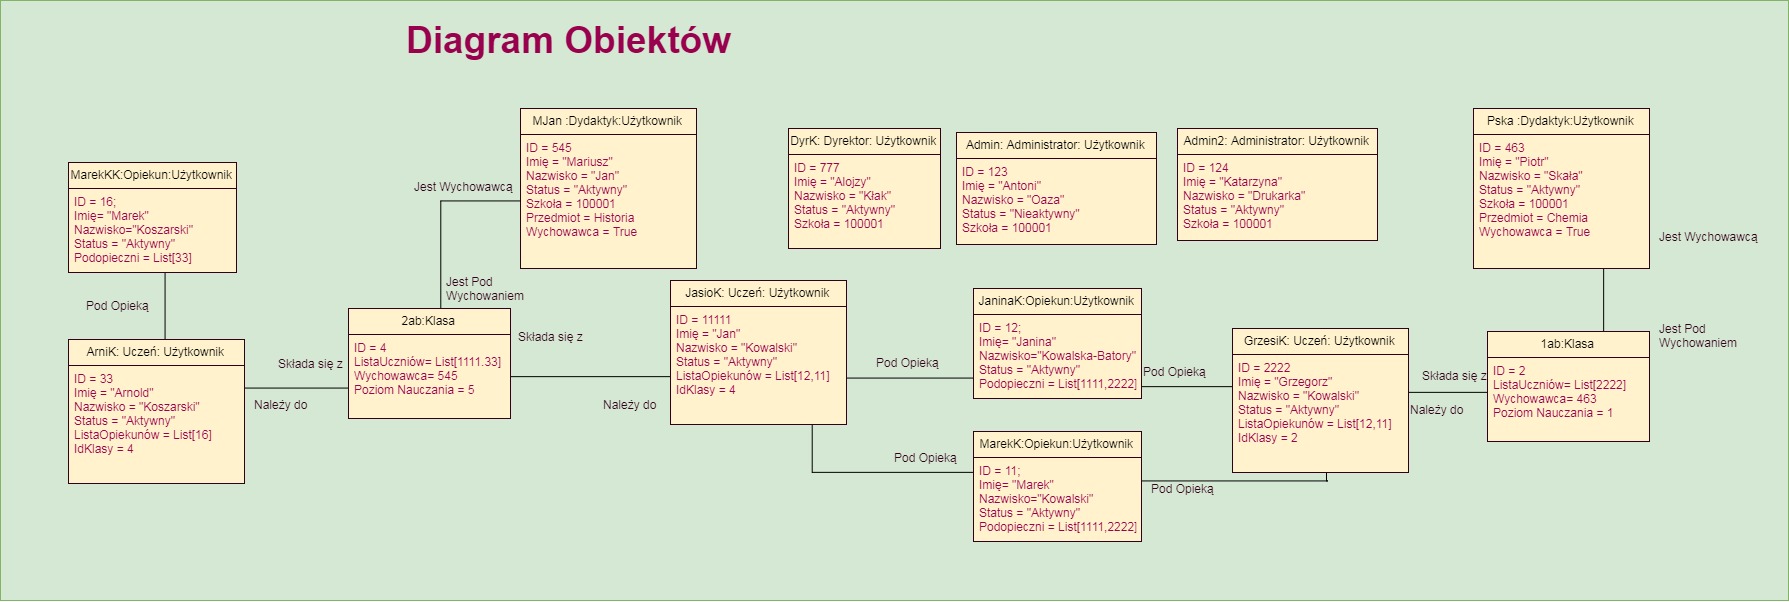 Diagram Obiektów
MarekKK:Opiekun:Użytkownik
ID = 16;
Imię= "Marek"
Nazwisko="Koszarski"
Status = "Aktywny"
Podopieczni = List[33]
Pod Opieką
ArniK: Uczeń: Użytkownik
ID = 33
Imię = "Arnold"
Nazwisko = "Koszarski"
Status = "Aktywny"
ListaOpiekunów = List[16]
IdKlasy = 4
Składa się z
Należy do
MJan :Dydaktyk:Użytkownik
ID = 545
Imię = "Mariusz"
Nazwisko = "Jan"
Status = "Aktywny"
Szkoła = 100001
Przedmiot = Historia
Wychowawca = True
Jest Wychowawcą
Jest Pod
Wychowaniem
2ab:Klasa
ID = 4
ListaUczniów= List[1111.33]
Wychowawca= 545
Poziom Nauczania = 5
Składa się z
Należy do
JasioK: Uczeń: Użytkownik
ID = 11111
Imię = "Jan"
Nazwisko = "Kowalski"
Status = "Aktywny"
ListaOpiekunów = List[12,11]
IdKlasy = 4
DyrK: Dyrektor: Użytkownik
ID = 777
Imię = "Alojzy"
Nazwisko = "Kłak"
Status = "Aktywny"
Szkoła = 100001
Admin: Administrator: Użytkownik
ID = 123
Imię = "Antoni"
Nazwisko = "Oaza"
Status = "Nieaktywny"
Szkoła = 100001
Admin2: Administrator: Użytkownik
ID = 124
Imię = "Katarzyna"
Nazwisko = "Drukarka"
Status = "Aktywny"
Szkoła = 100001
Pod Opieką
JaninaK:Opiekun:Użytkownik
ID = 12;
Imię= "Janina"
Nazwisko="Kowalska-Batory"
Status = "Aktywny"
Podopieczni = List[1111,2222]
Pod Opieką
Pod Opieką
MarekK:Opiekun:Użytkownik
ID = 11;
Imię= "Marek"
Nazwisko="Kowalski"
Status = "Aktywny"
Podopieczni = List[1111,2222]
Pod Opieką
GrzesiK: Uczeń: Użytkownik
ID = 2222
Imię = "Grzegorz"
Nazwisko = "Kowalski"
Status = "Aktywny"
ListaOpiekunów = List[12,11]
IdKlasy = 2
Składa się z
Należy do
Pska :Dydaktyk:Użytkownik
ID = 463
Imię = "Piotr"
Nazwisko = "Skała"
Status = "Aktywny"
Szkoła = 100001
Przedmiot = Chemia
Wychowawca = True
Jest Wychowawcą
Jest Pod
Wychowaniem
1ab:Klasa
ID = 2
ListaUczniów= List[2222]
Wychowawca= 463
Poziom Nauczania = 1